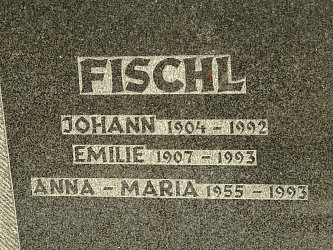 FISCHL
JOHANN 1904 - 1992
EMILIE 1907 - 1993
ANNA - MARIA 1955 - 1993